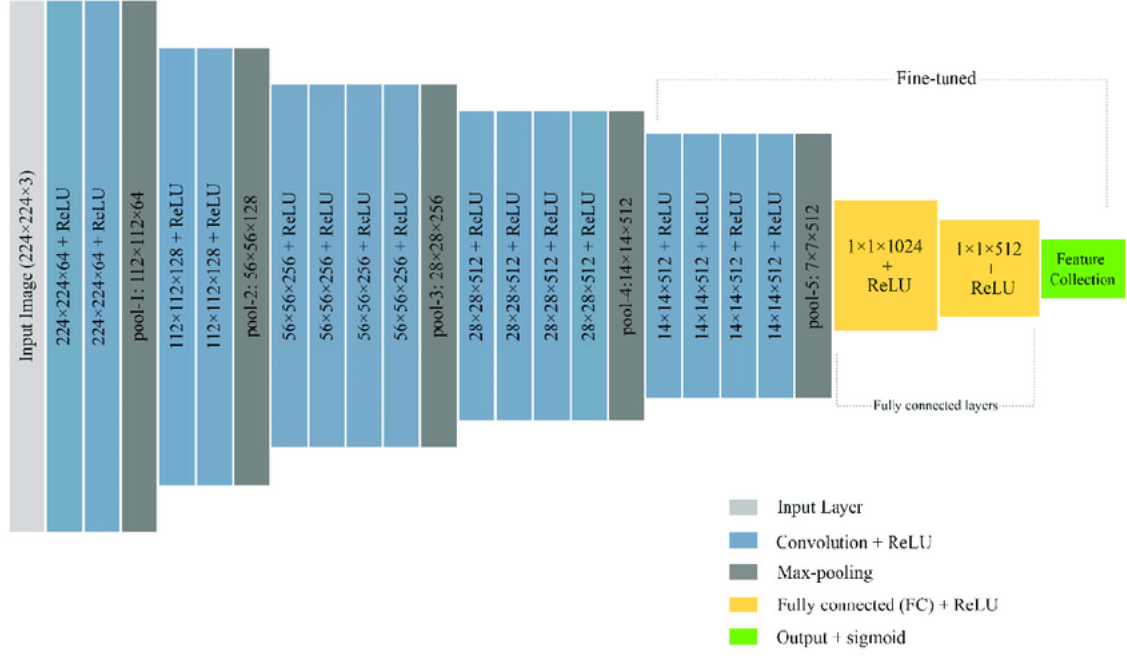 Input Image (224×224×3)
224×224×64 + ReLU
224×224×64 + ReLU
pool-1: 112×112×64
112×112×128 + ReLU
112×112×128 + ReLU
pool-2: 56×56×128
56×56×256 + ReLU
56×56×256 + ReLU
56×56×256 + ReLU
56×56×256 + ReLU
pool-3: 28×28×256
28×28×512 + ReLU
28×28×512 + ReLU
28×28×512 + ReLU
28×28×512 + ReLU
pool-4:14×14×512
14×14×512 + ReLU
14×14×512 + ReLU
14×14×512 + ReLU
14×14×512 + ReLU
pool-5: 7×7×512
Fine-tuned
1×1×1024
+
ReLU
1×1×512
+
ReLU
Feature
Collection
Fully connected layers
Input Layer
Convolution + ReLU
Max-pooling
Fully connected (FC) + ReLU
Output + sigmoid